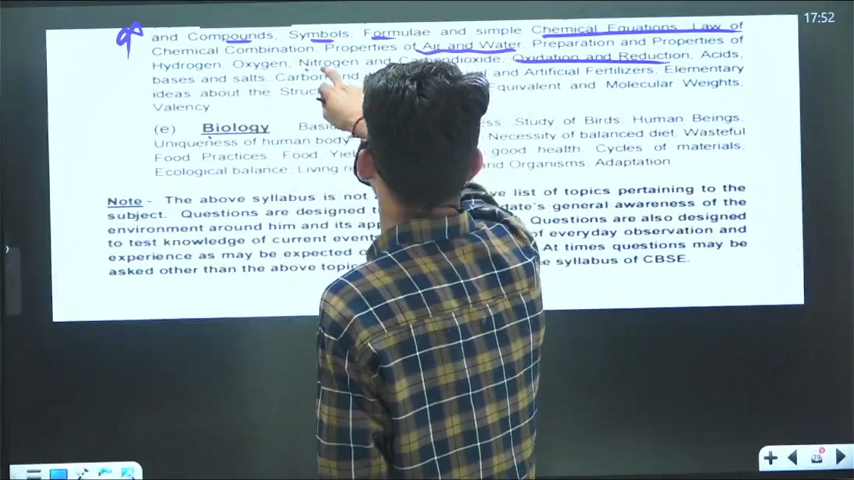 17:52
and Compounds, Symbols, Formulae and simple Chemical Equations, Law of
Chemical Combination, Properties of Air and Water. Preparation and Properties of
Hydrogen, Oxygen, Nitrogen and Carbondioxide, Oxidation and Reduction, Acids,
bases and salts. Carbon and and Artificial Fertilizers. Elementary
ideas about the Equivalent and Molecular Weights,
Valency
(e) Biology Study of Birds, Human Beings,
Uniqueness of human body Necessity of balanced diet, Wasteful
Food Practices, Food good health. Cycles of materials,
Ecological balance, Living and Organisms, Adaptation
Note - The above syllabus is not list of topics pertaining to the
subject. Questions are designed general awareness of the
environment around him and its Questions are also designed
to test knowledge of current of everyday observation and
experience as may be expected At times questions may be
asked other than the above syllabus of CBSE.